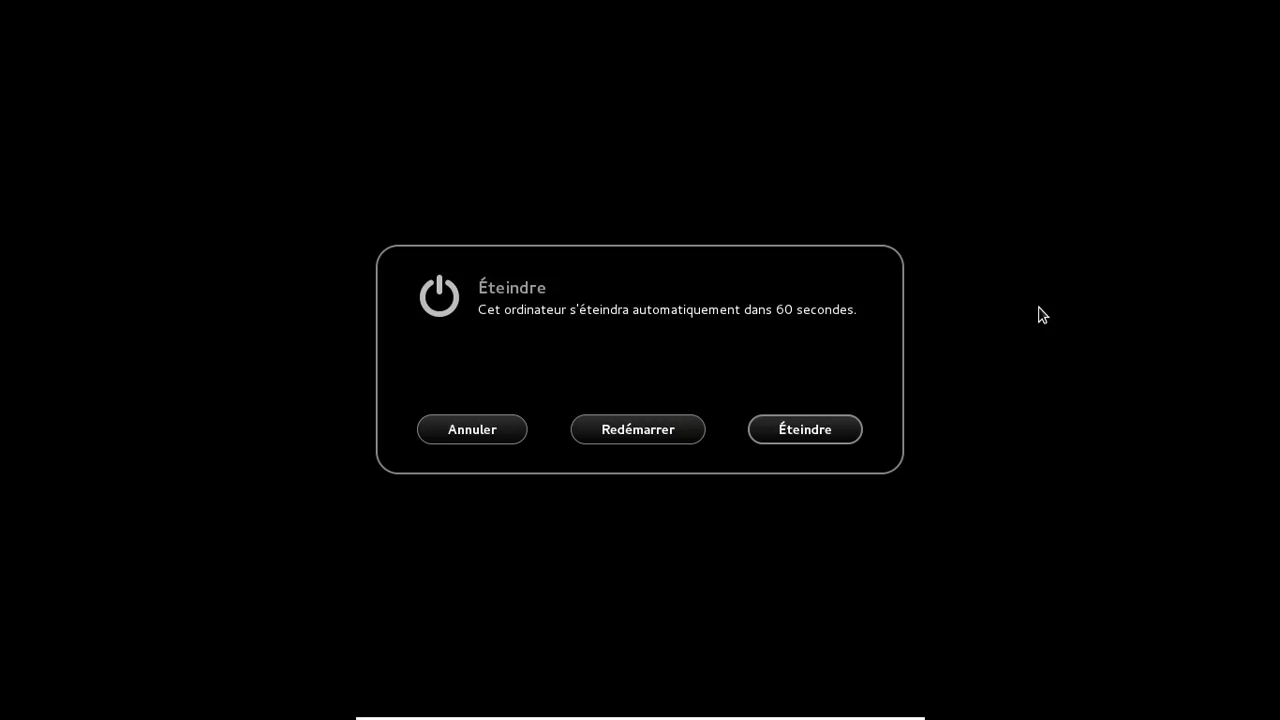 Éteindre
Cet ordinateur s'éteindra automatiquement dans 60 secondes.
Annuler
Redémarrer
Éteindre